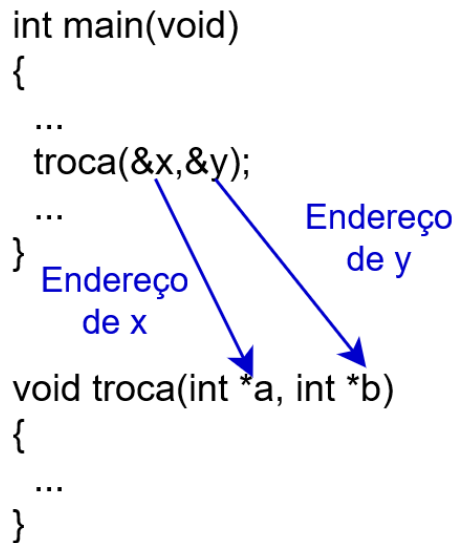 int main(void)
{
...
troca(&x,&y);
...
}
Endereço
de x
Endereço
de y
void troca(int *a, int *b)
{
...
}